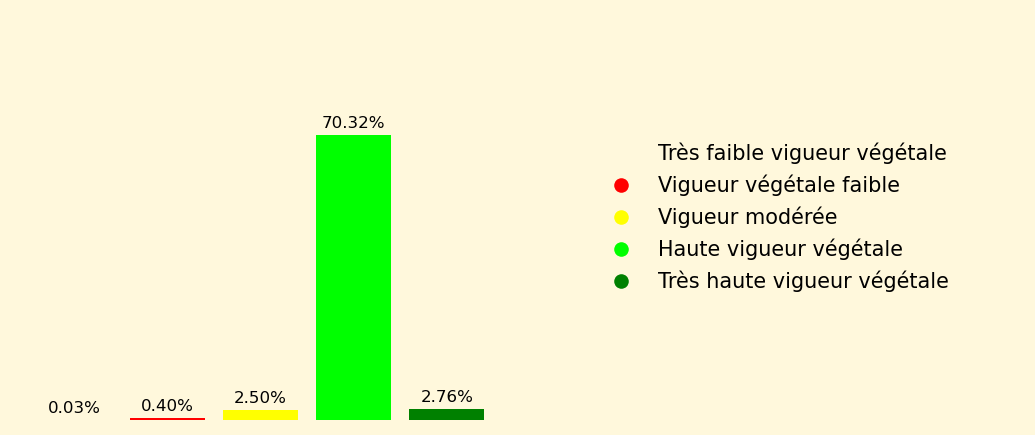 70.32%
0.03%
0.40%
2.50%
2.76%
Très faible vigueur végétale
Vigueur végétale faible
Vigueur modérée
Haute vigueur végétale
Très haute vigueur végétale